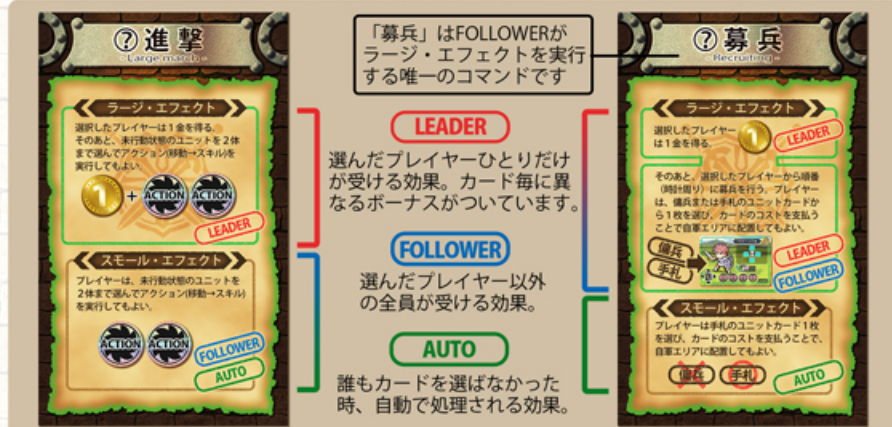 ?進撃
- Large march -
ラージ・エフェクト
選択したプレイヤーは1金を得る。
そのあと、未行動状態のユニットを2体
まで選んでアクション(移動→スキル)を
実行してもよい。
1 + ACTION ACTION
LEADER
スモール・エフェクト
プレイヤーは、未行動状態のユニットを
2体まで選んでアクション(移動→スキル)
を実行してもよい。
ACTION ACTION
FOLLOWER
AUTO
「募兵」はFOLLOWERが
ラージ・エフェクトを実行
する唯一のコマンドです
LEADER
選んだプレイヤーひとりだけ
が受ける効果。カード毎に異
なるボーナスがついています。
FOLLOWER
選んだプレイヤー以外
の全員が受ける効果。
AUTO
誰もカードを選ばなかった
時、自動で処理される効果。
?募兵
- Recruiting -
ラージ・エフェクト
選択したプレイヤー
は1金を得る。
1
LEADER
そのあと、選択したプレイヤーから順番
(時計周り)に募兵を行う。プレイヤー
は、傭兵または手札のユニットカードか
ら1枚を選び、カードのコストを支払う
ことで自軍エリアに配置してもよい。
傭兵
手札
LEADER
FOLLOWER
スモール・エフェクト
プレイヤーは手札のユニットカード1枚
を選び、カードのコストを支払うことで、
自軍エリアに配置してもよい。
傭兵 手札
AUTO